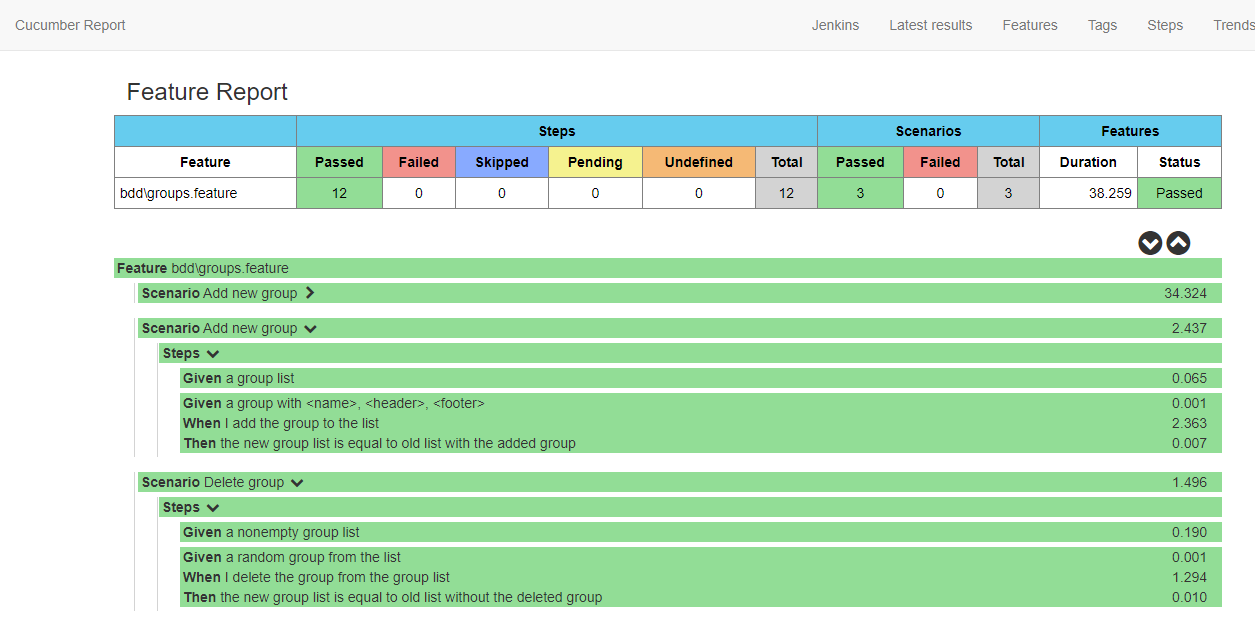 Cucumber Report Jenkins Latest results Features Tags Steps Trends
Feature Report
Steps Scenarios Features
Feature Passed Failed Skipped Pending Undefined Total Passed Failed Total Duration Status
bdd\groups.feature 12 0 0 0 0 12 3 0 3 38.259 Passed
Feature bdd\groups.feature
Scenario Add new group 34.324
Scenario Add new group 2.437
Steps
Given a group list 0.065
Given a group with <name>, <header>, <footer> 0.001
When I add the group to the list 2.363
Then the new group list is equal to old list with the added group 0.007
Scenario Delete group 1.496
Steps
Given a nonempty group list 0.190
Given a random group from the list 0.001
When I delete the group from the group list 1.294
Then the new group list is equal to old list without the deleted group 0.010